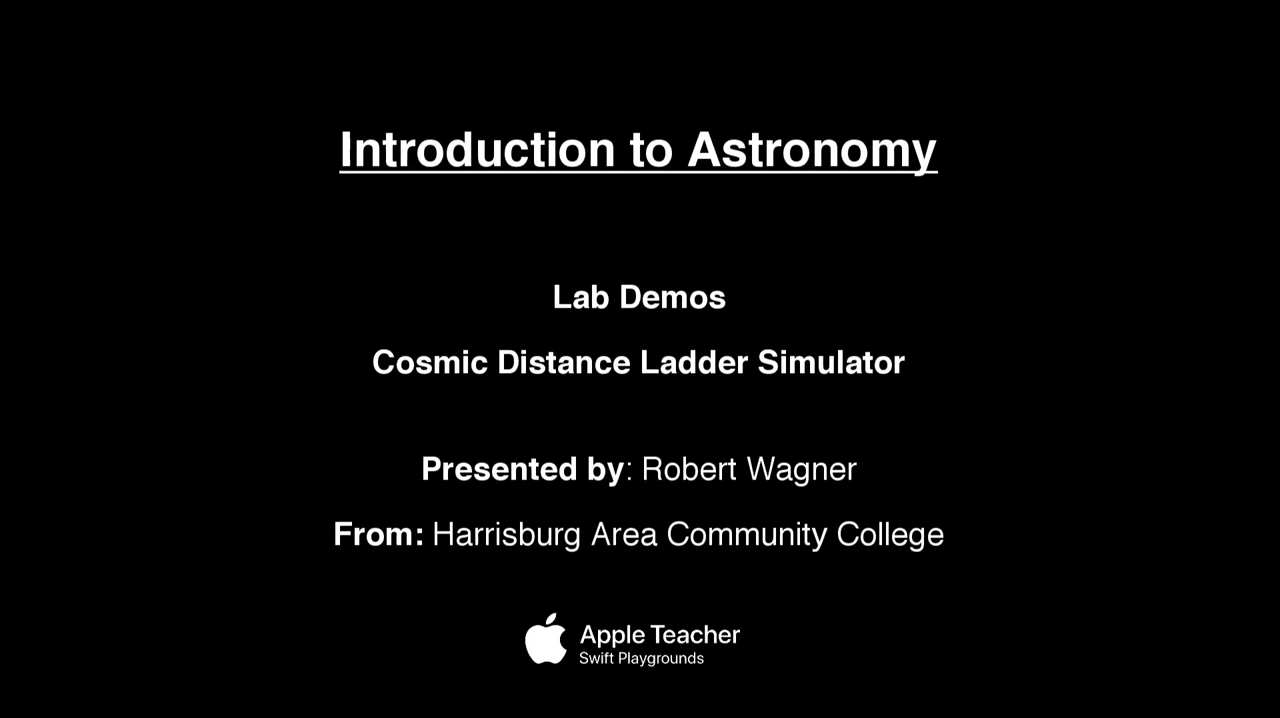 Introduction to Astronomy
Lab Demos
Cosmic Distance Ladder Simulator
Presented by: Robert Wagner
From: Harrisburg Area Community College
Apple Teacher
Swift Playgrounds